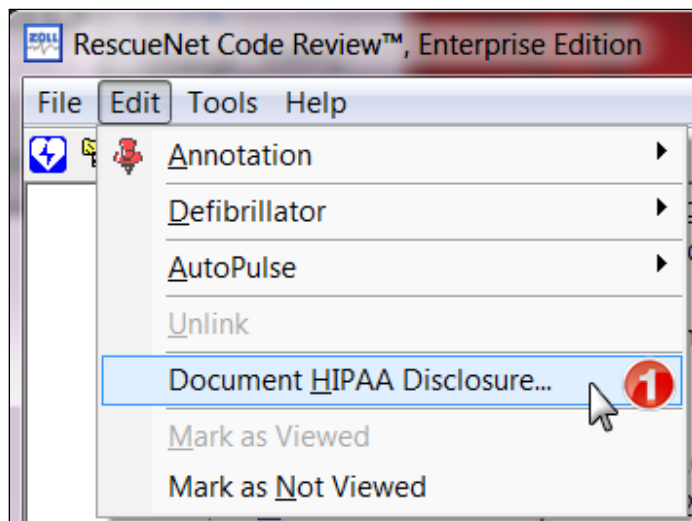 ZOLL RescueNet Code Review™, Enterprise Edition
File Edit Tools Help
Annotation
Defibrillator
AutoPulse
Unlink
Document HIPAA Disclosure...
1
Mark as Viewed
Mark as Not Viewed